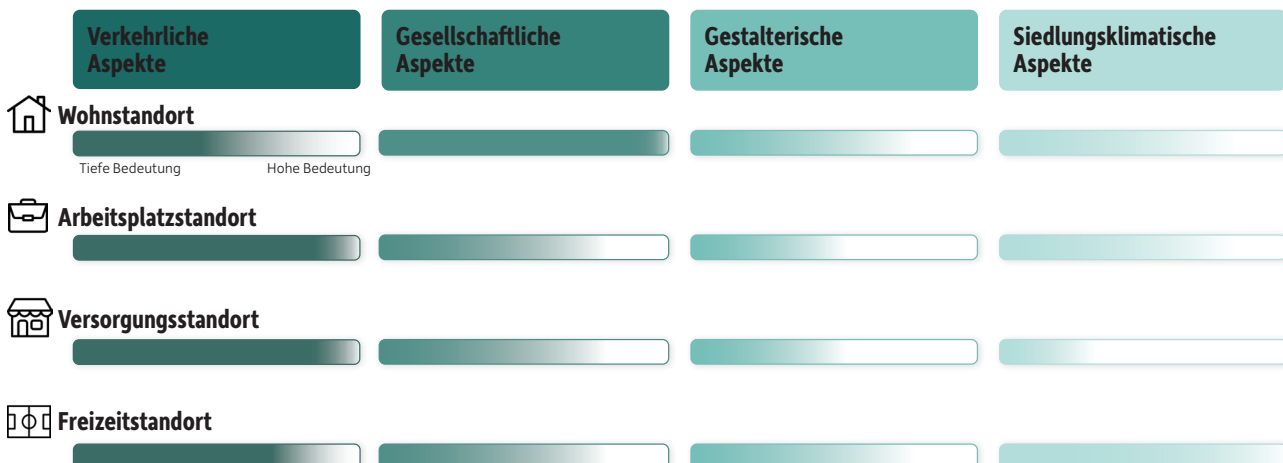 Verkehrliche
Aspekte
Gesellschaftliche
Aspekte
Gestalterische
Aspekte
Siedlungsklimatische
Aspekte
Wohnstandort
Tiefe Bedeutung
Hohe Bedeutung
Arbeitsplatzstandort
Versorgungsstandort
Freizeitstandort